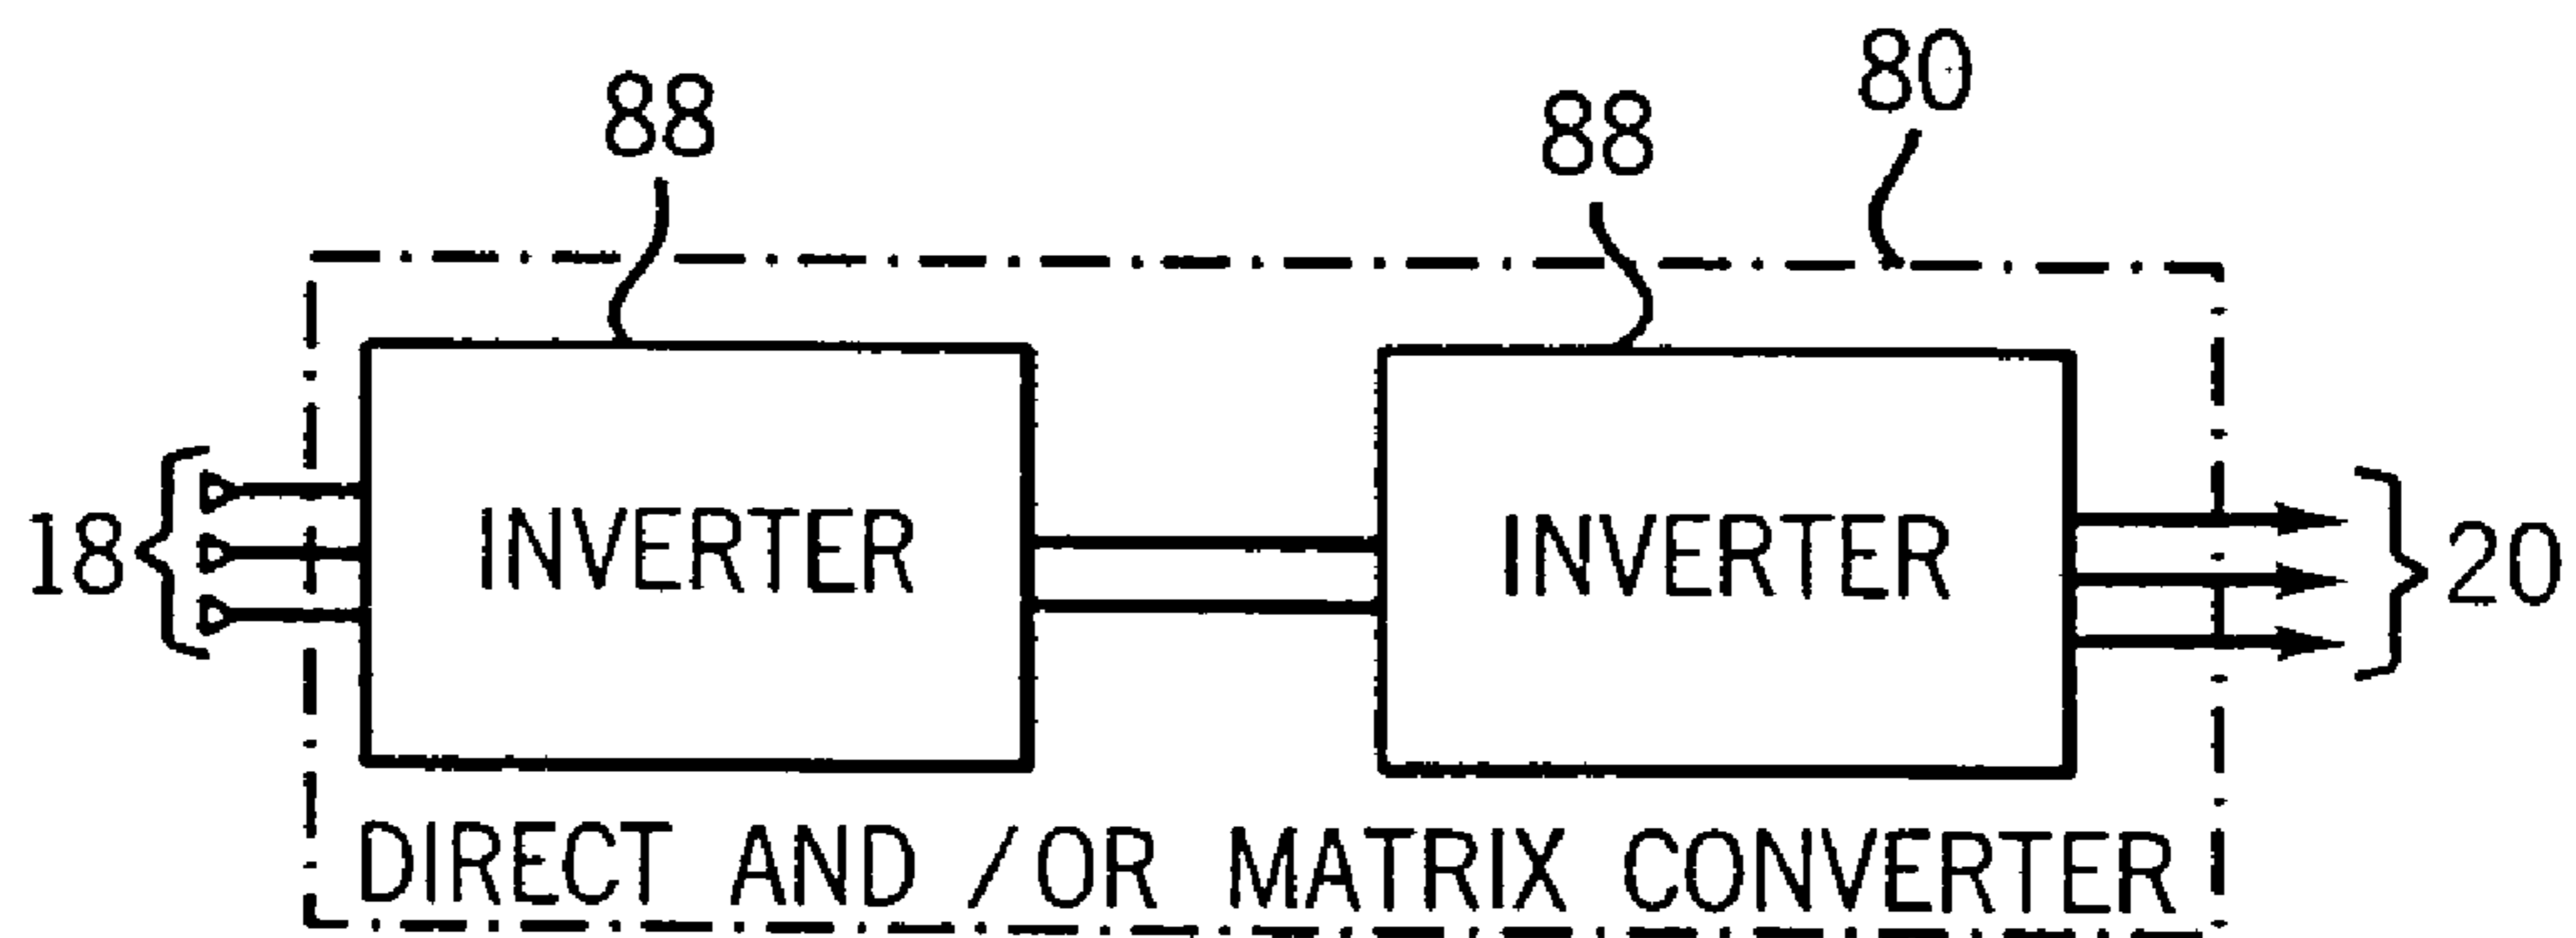 88
88
80
18
INVERTER
INVERTER
20
DIRECT AND /OR MATRIX CONVERTER